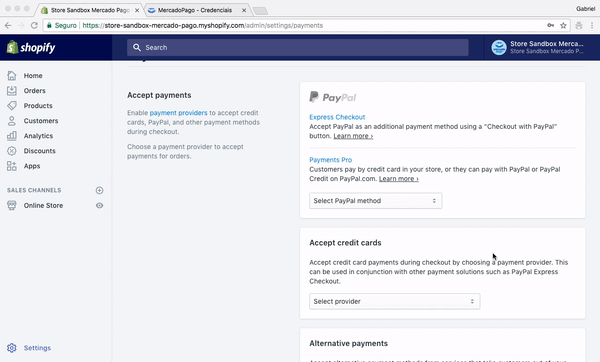 Gabriel
Store Sandbox Mercado Pago
MercadoPago - Credenciais
Seguro
https://store-sandbox-mercado-pago.myshopify.com/admin/settings/payments
shopify
Search
Store Sandbox Merca...
Store Sandbox Mercado P...
Home
Orders
Products
Customers
Analytics
Discounts
Apps
SALES CHANNELS
Online Store
Settings
Accept payments
Enable payment providers to accept credit
cards, PayPal, and other payment methods
during checkout.
Choose a payment provider to accept
payments for orders.
PayPal
Express Checkout
Accept PayPal as an additional payment method using a "Checkout with PayPal"
button. Learn more ›
Payments Pro
Customers pay by credit card in your store, or they can pay with PayPal or PayPal
Credit on PayPal.com. Learn more ›
Select PayPal method
Accept credit cards
Accept credit card payments during checkout by choosing a payment provider. This
can be used in conjunction with other payment solutions such as PayPal Express
Checkout.
Select provider
Alternative payments